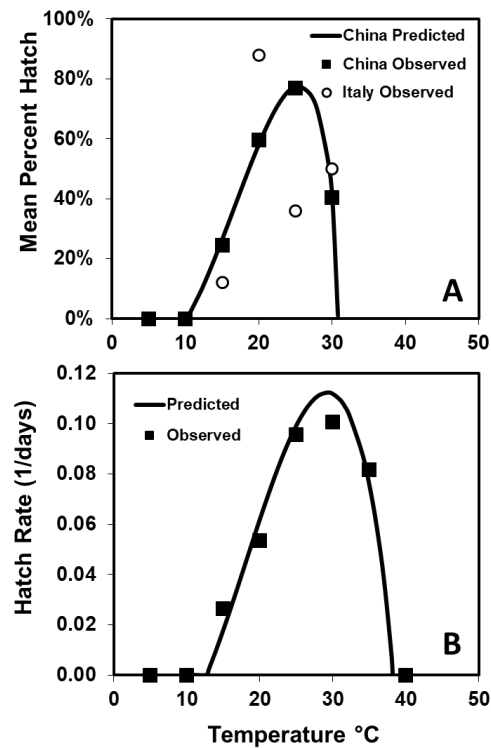 100%
80%
60%
40%
20%
0%
Mean Percent Hatch
China Predicted
China Observed
Italy Observed
A
0 10 20 30 40 50
0.12
0.10
0.08
0.06
0.04
0.02
0.00
Hatch Rate (1/days)
Predicted
Observed
B
0 10 20 30 40 50
Temperature °C